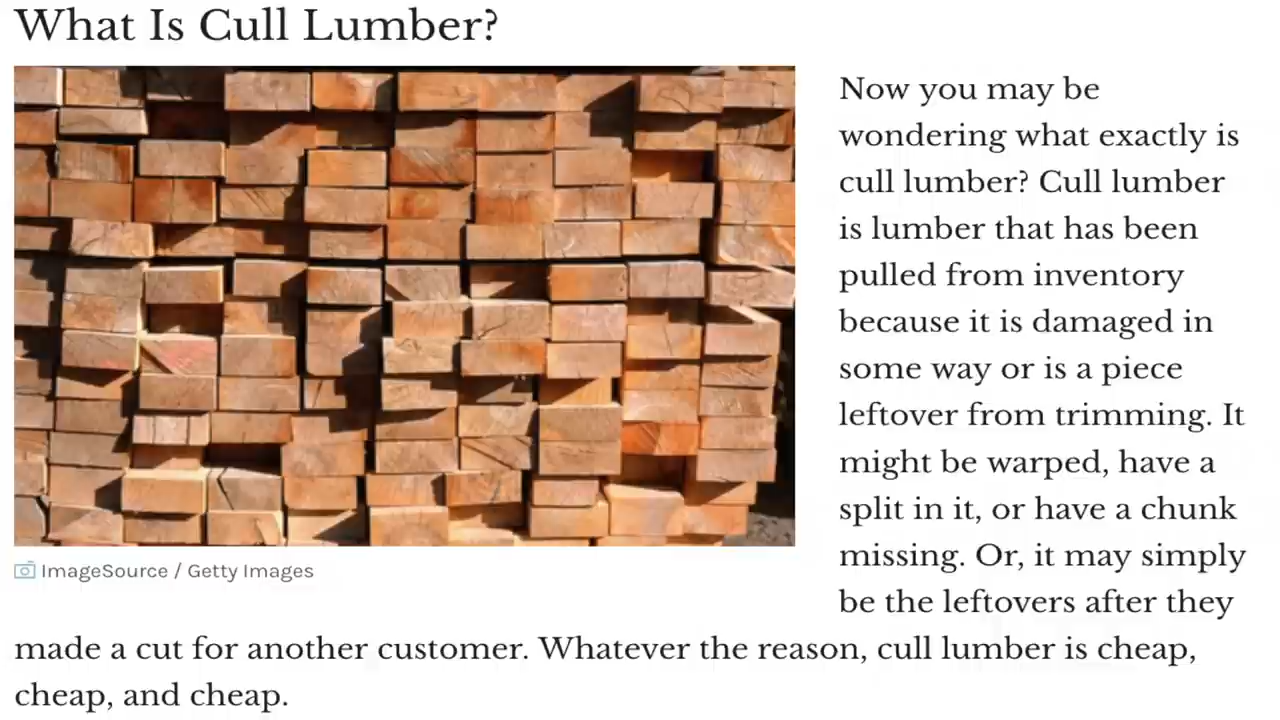 What Is Cull Lumber?
Now you may be
wondering what exactly is
cull lumber? Cull lumber
is lumber that has been
pulled from inventory
because it is damaged in
some way or is a piece
leftover from trimming. It
might be warped, have a
split in it, or have a chunk
missing. Or, it may simply
be the leftovers after they
made a cut for another customer. Whatever the reason, cull lumber is cheap,
cheap, and cheap.
ImageSource / Getty Images